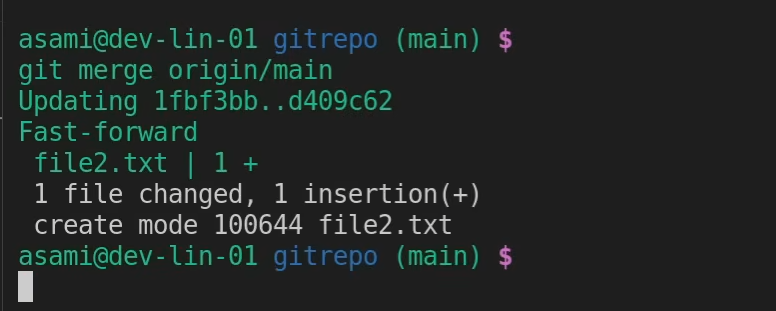 asami@dev-lin-01 gitrepo (main) $
git merge origin/main
Updating 1fbf3bb..d409c62
Fast-forward
 file2.txt | 1 +
 1 file changed, 1 insertion(+)
 create mode 100644 file2.txt
asami@dev-lin-01 gitrepo (main) $